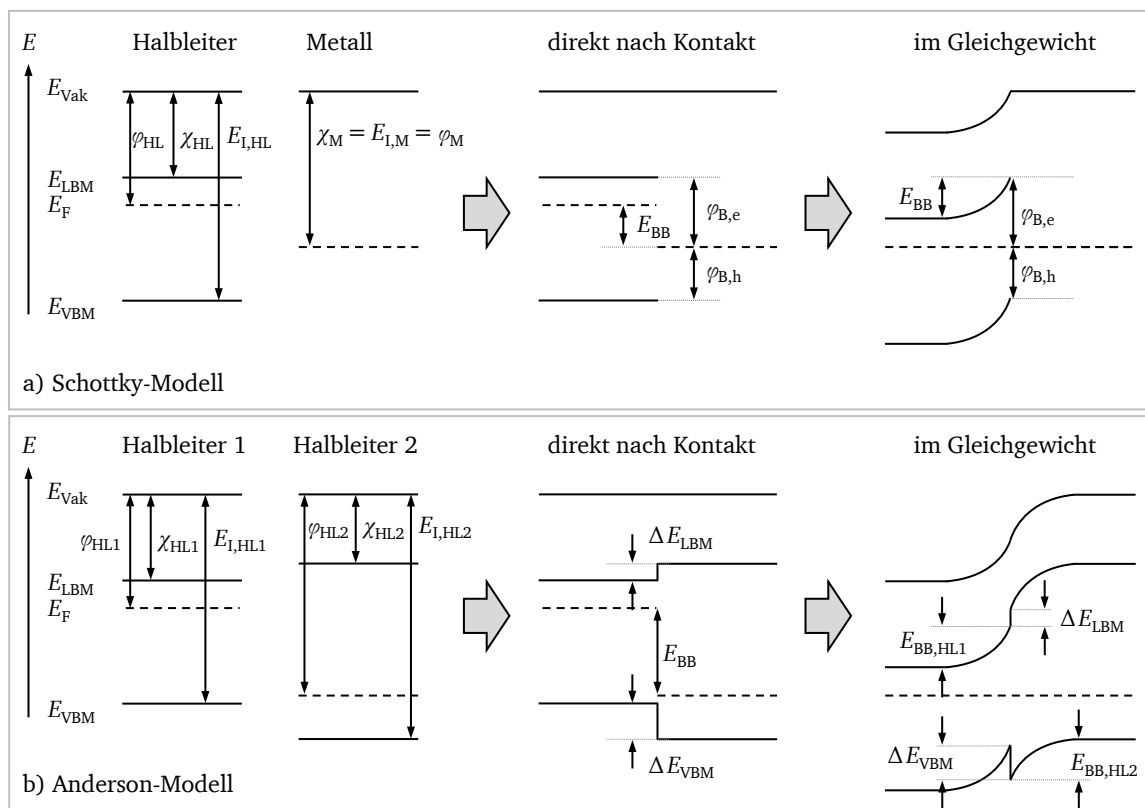 E Halbleiter Metall direkt nach Kontakt im Gleichgewicht
E_Vak
φ_HL χ_HL E_I,HL χ_M = E_I,M = φ_M
E_LBM
E_F
E_BB φ_B,e E_BB φ_B,e
φ_B,h φ_B,h
E_VBM
a) Schottky-Modell
E Halbleiter 1 Halbleiter 2 direkt nach Kontakt im Gleichgewicht
E_Vak
φ_HL1 χ_HL1 E_I,HL1 φ_HL2 χ_HL2 E_I,HL2
ΔE_LBM
E_LBM
E_F
ΔE_LBM
E_BB E_BB,HL1
E_VBM
ΔE_VBM ΔE_VBM E_BB,HL2
b) Anderson-Modell